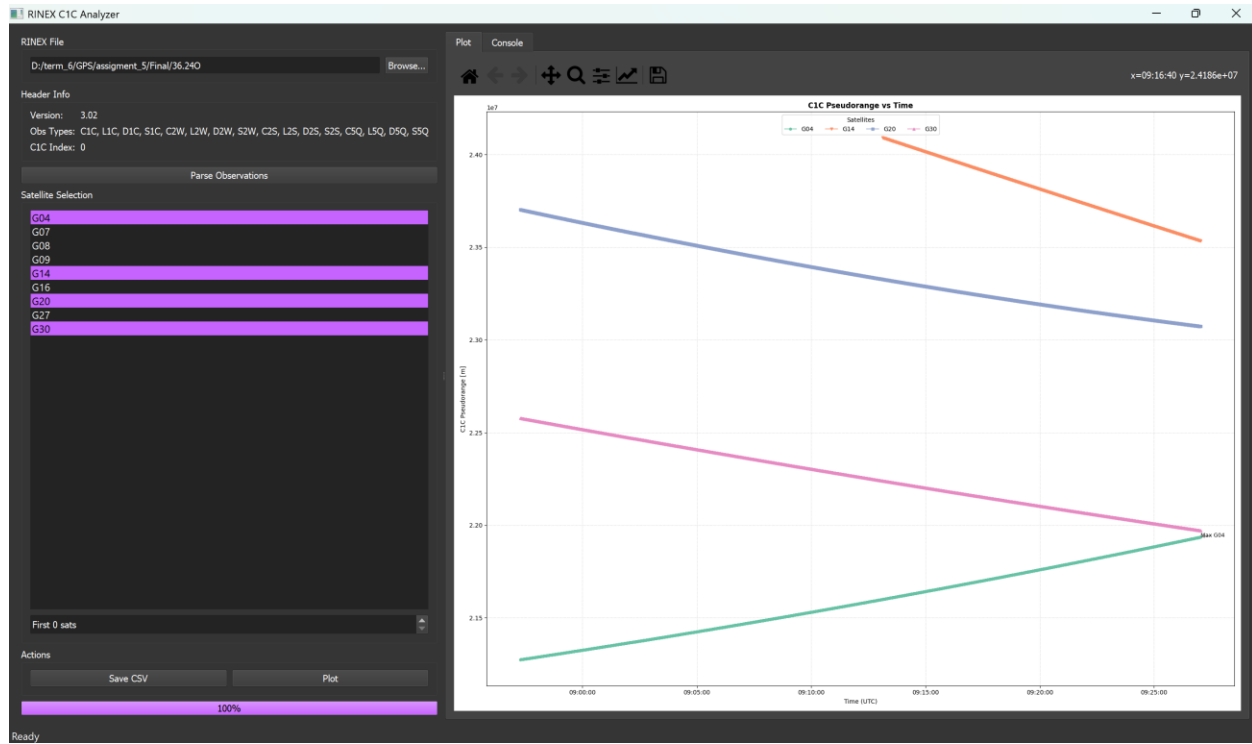 RINEX C1C Analyzer
RINEX File
D:/term_6/GPS/assigment_5/Final/36.24O
Browse...
Header Info
Version: 3.02
Obs Types: C1C, L1C, D1C, S1C, C2W, L2W, D2W, S2W, C2S, L2S, D2S, S2S, C5Q, L5Q, D5Q, S5Q
C1C Index: 0
Parse Observations
Satellite Selection
G04
G07
G08
G09
G14
G16
G20
G27
G30
First 0 sats
Actions
Save CSV
Plot
100%
Ready
Plot
Console
x=09:16:40 y=2.4186e+07
C1C Pseudorange vs Time
1e7
Satellites
G04 G14 G20 G30
2.40
2.35
2.30
2.25
2.20
2.15
C1C Pseudorange [m]
Max G04
09:00:00 09:05:00 09:10:00 09:15:00 09:20:00 09:25:00
Time (UTC)